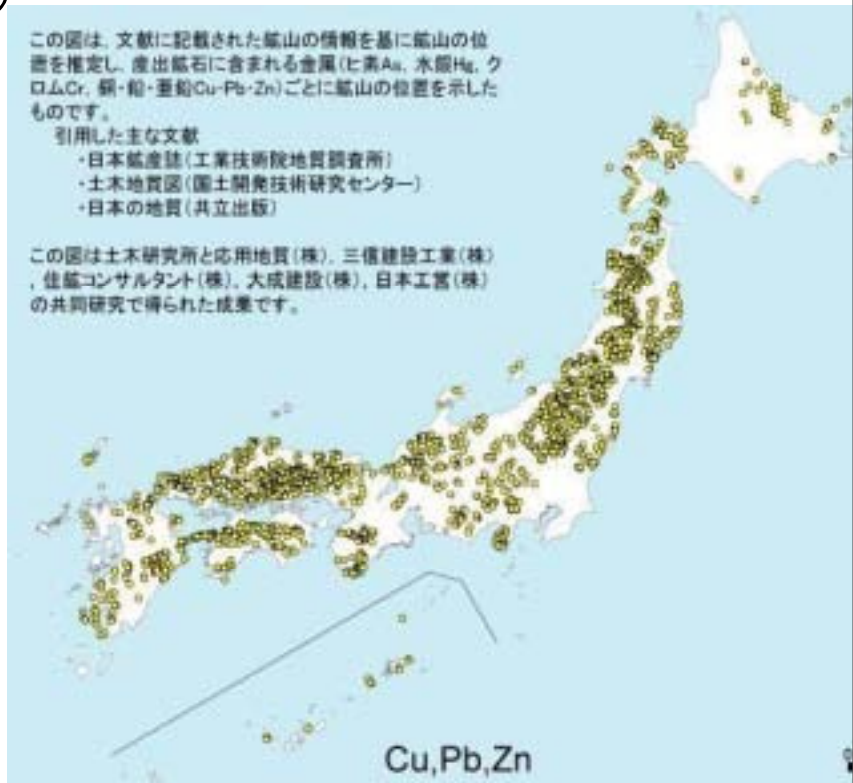 この図は、文献に記載された鉱山の情報を基に鉱山の位
置を推定し、産出鉱石に含まれる金属(ヒ素As、水銀Hg、ク
ロムCr、銅・鉛・亜鉛Cu-Pb-Zn)ごとに鉱山の位置を示した
ものです。
引用した主な文献
・日本鉱産誌(工業技術院地質調査所)
・土木地質図(国土開発技術研究センター)
・日本の地質(共立出版)
この図は土木研究所と応用地質(株)、三信建設工業(株)
、住鉱コンサルタント(株)、大成建設(株)、日本工営(株)
の共同研究で得られた成果です。
Cu,Pb,Zn